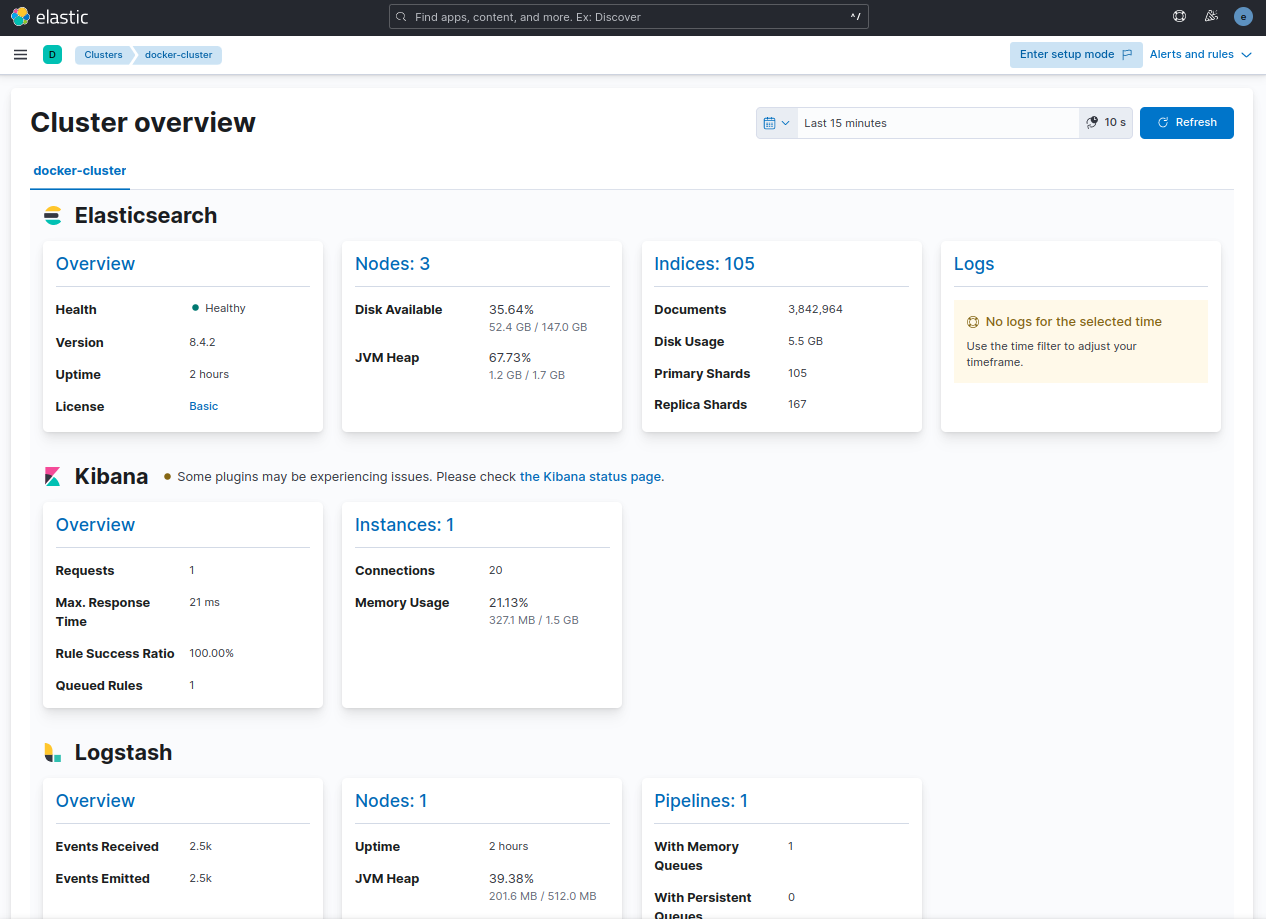 elastic
Find apps, content, and more. Ex: Discover
^/
e
D
Clusters
docker-cluster
Enter setup mode
Alerts and rules
Cluster overview
Last 15 minutes
10 s
Refresh
docker-cluster
Elasticsearch
Overview
Health
Healthy
Version
8.4.2
Uptime
2 hours
License
Basic
Nodes: 3
Disk Available
35.64%
52.4 GB / 147.0 GB
JVM Heap
67.73%
1.2 GB / 1.7 GB
Indices: 105
Documents
3,842,964
Disk Usage
5.5 GB
Primary Shards
105
Replica Shards
167
Logs
No logs for the selected time
Use the time filter to adjust your
timeframe.
Kibana
Some plugins may be experiencing issues. Please check the Kibana status page.
Overview
Requests
1
Max. Response
Time
21 ms
Rule Success Ratio
100.00%
Queued Rules
1
Instances: 1
Connections
20
Memory Usage
21.13%
327.1 MB / 1.5 GB
Logstash
Overview
Events Received
2.5k
Events Emitted
2.5k
Nodes: 1
Uptime
2 hours
JVM Heap
39.38%
201.6 MB / 512.0 MB
Pipelines: 1
With Memory
Queues
1
With Persistent
Queues
0